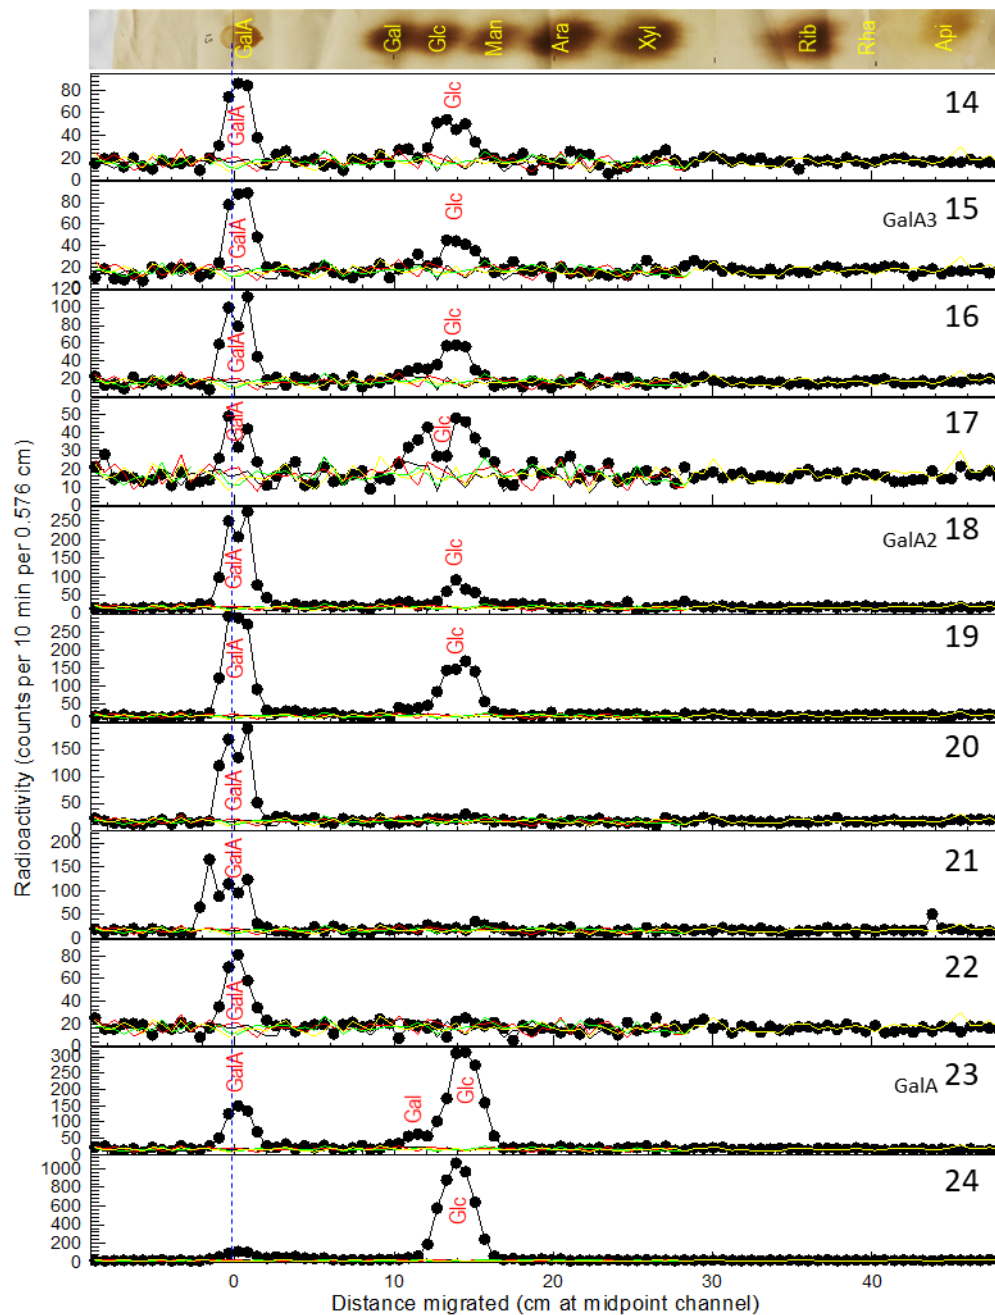 13 GalA Gal Glc Man Ara Xyl Rib Rha Api
80 60 40 20 0 GalA Glc 14
80 60 40 20 0 GalA Glc GalA3 15
120 100 80 60 40 20 0 GalA Glc 16
50 40 30 20 10 0 GalA Glc 17
250 200 150 100 50 0 GalA Glc GalA2 18
250 200 150 100 50 0 GalA Glc 19
150 100 50 0 GalA 20
200 150 100 50 0 GalA 21
80 60 40 20 0 GalA 22
300 250 200 150 100 50 0 GalA Gal Glc GalA 23
1000 800 600 400 200 0 Glc 24
Radioactivity (counts per 10 min per 0.576 cm)
0 10 20 30 40
Distance migrated (cm at midpoint channel)